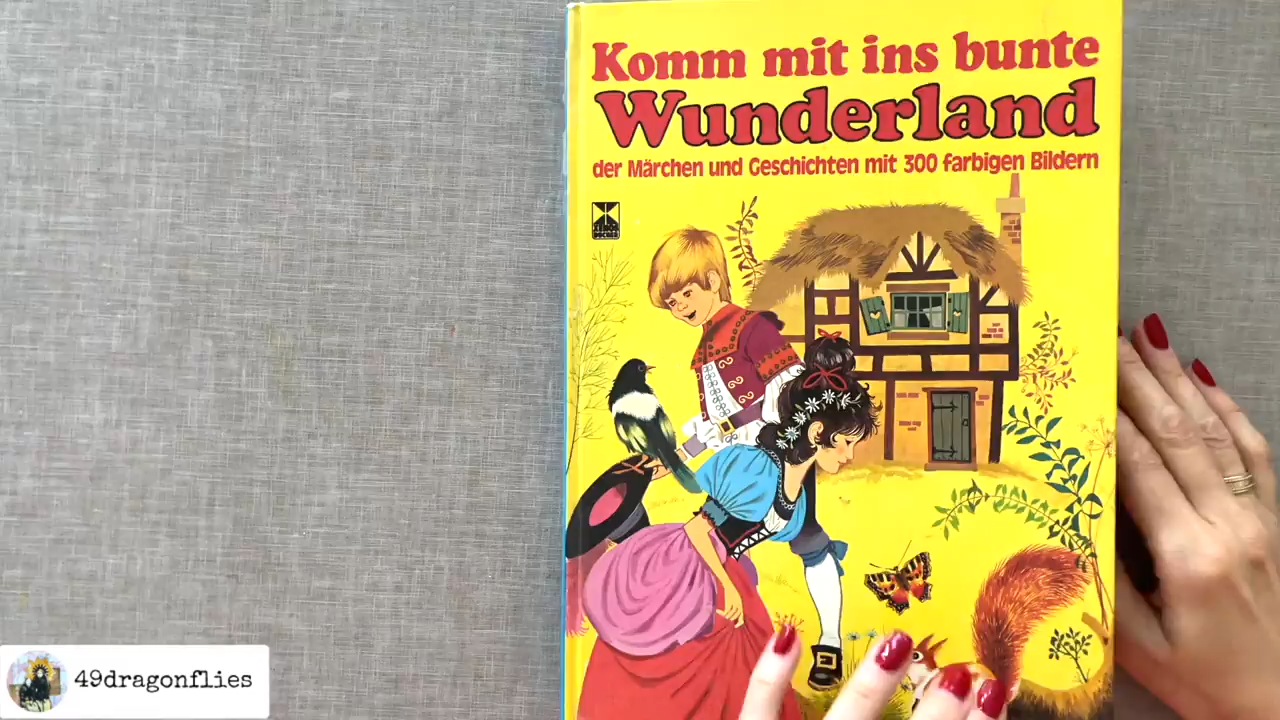 Komm mit ins bunte
Wunderland
der Märchen und Geschichten mit 300 farbigen Bildern
49dragonflies